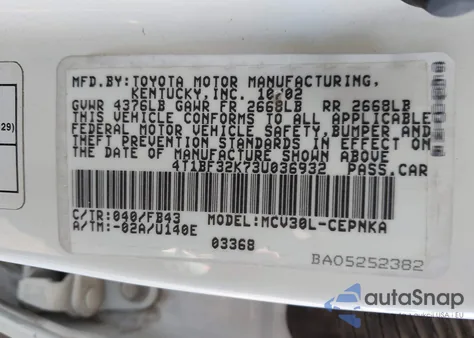 MFD.BY:TOYOTA MOTOR MANUFACTURING,
KENTUCKY,INC. 10/02
GVWR 4376LB GAWR FR 2668LB RR 2668LB
THIS VEHICLE CONFORMS TO ALL APPLICABLE
FEDERAL MOTOR VEHICLE SAFETY,BUMPER AND
THEFT PREVENTION STANDARDS IN EFFECT ON
THE DATE OF MANUFACTURE SHOWN ABOVE.
4T1BF32K73U036932 PASS.CAR
C/TR:040/FB43 MODEL:MCV30L-CEPNKA
A/TM:-02A/U140E
03368
BA05252382
29)
autoSnap